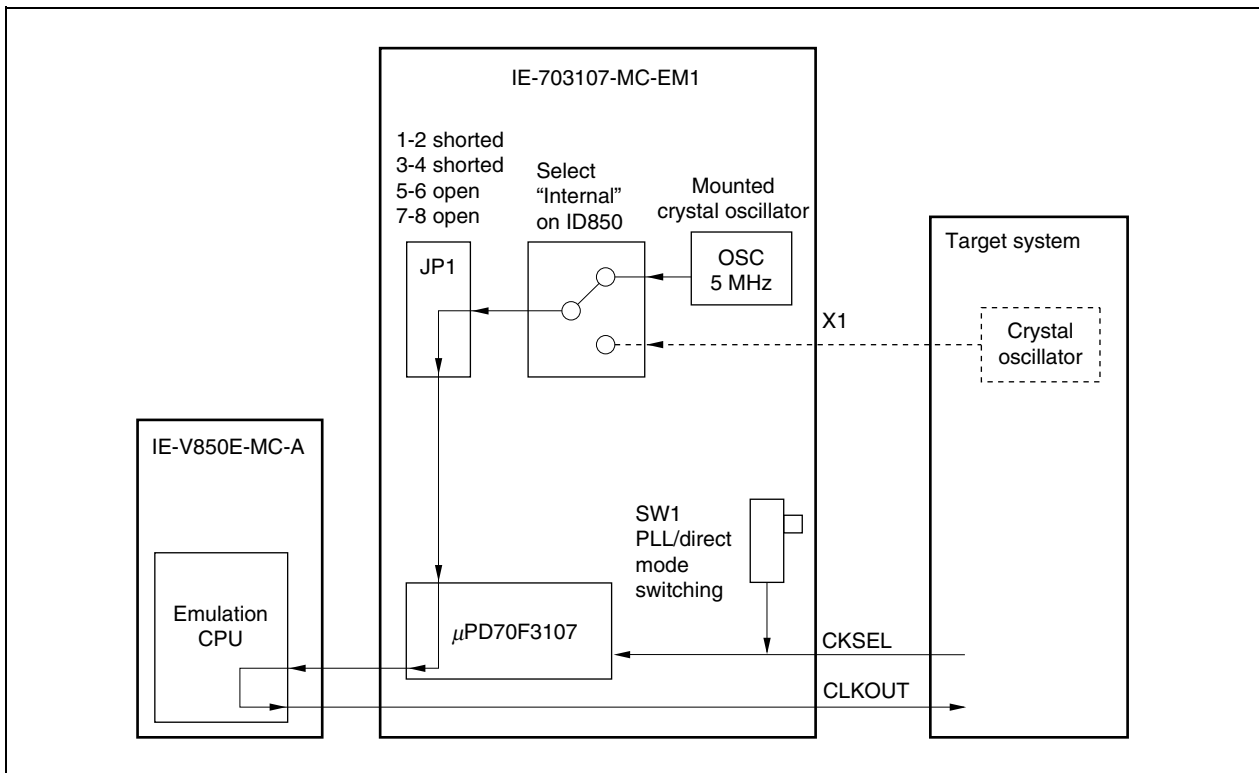 IE-703107-MC-EM1
1-2 shorted
3-4 shorted
5-6 open
7-8 open
Select
“Internal”
on ID850
Mounted
crystal oscillator
JP1
OSC
5 MHz
Target system
X1
Crystal
oscillator
IE-V850E-MC-A
SW1
PLL/direct
mode
switching
Emulation
CPU
μPD70F3107
CKSEL
CLKOUT